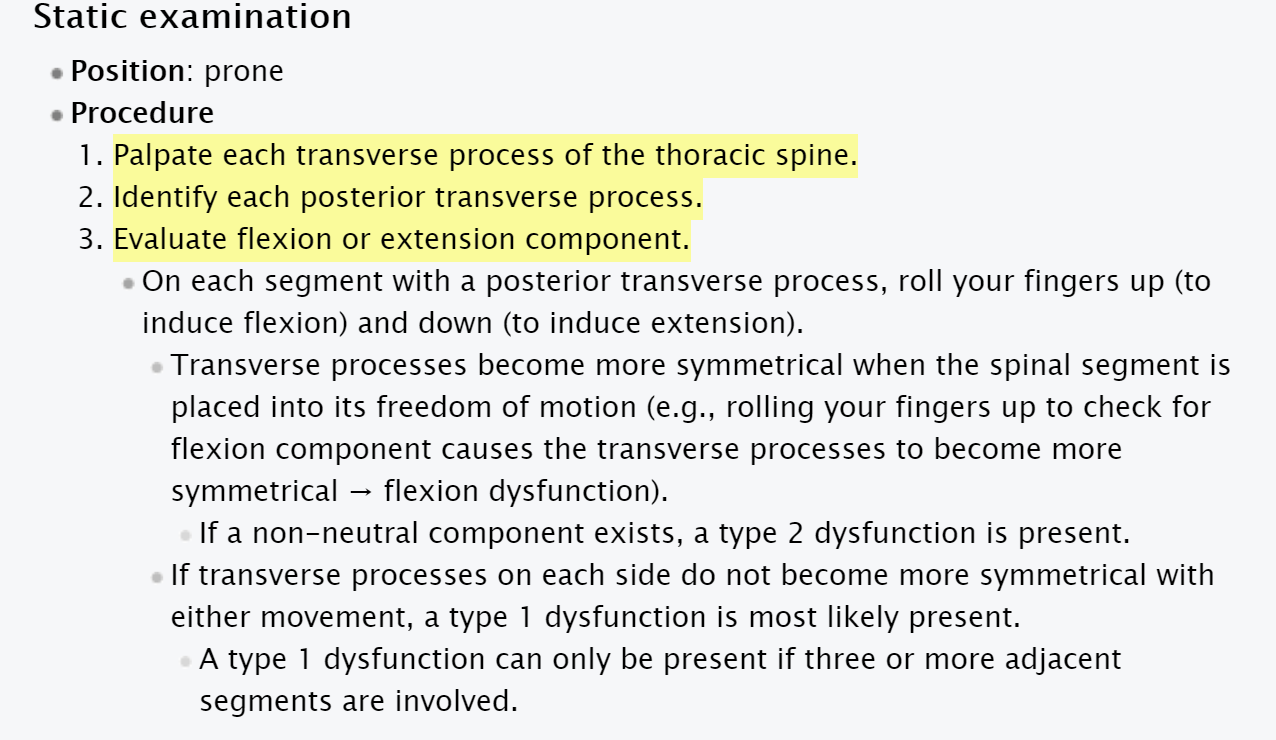 Static examination
• Position: prone
• Procedure
1. Palpate each transverse process of the thoracic spine.
2. Identify each posterior transverse process.
3. Evaluate flexion or extension component.
• On each segment with a posterior transverse process, roll your fingers up (to
induce flexion) and down (to induce extension).
• Transverse processes become more symmetrical when the spinal segment is
placed into its freedom of motion (e.g., rolling your fingers up to check for
flexion component causes the transverse processes to become more
symmetrical → flexion dysfunction).
• If a non-neutral component exists, a type 2 dysfunction is present.
• If transverse processes on each side do not become more symmetrical with
either movement, a type 1 dysfunction is most likely present.
• A type 1 dysfunction can only be present if three or more adjacent
segments are involved.